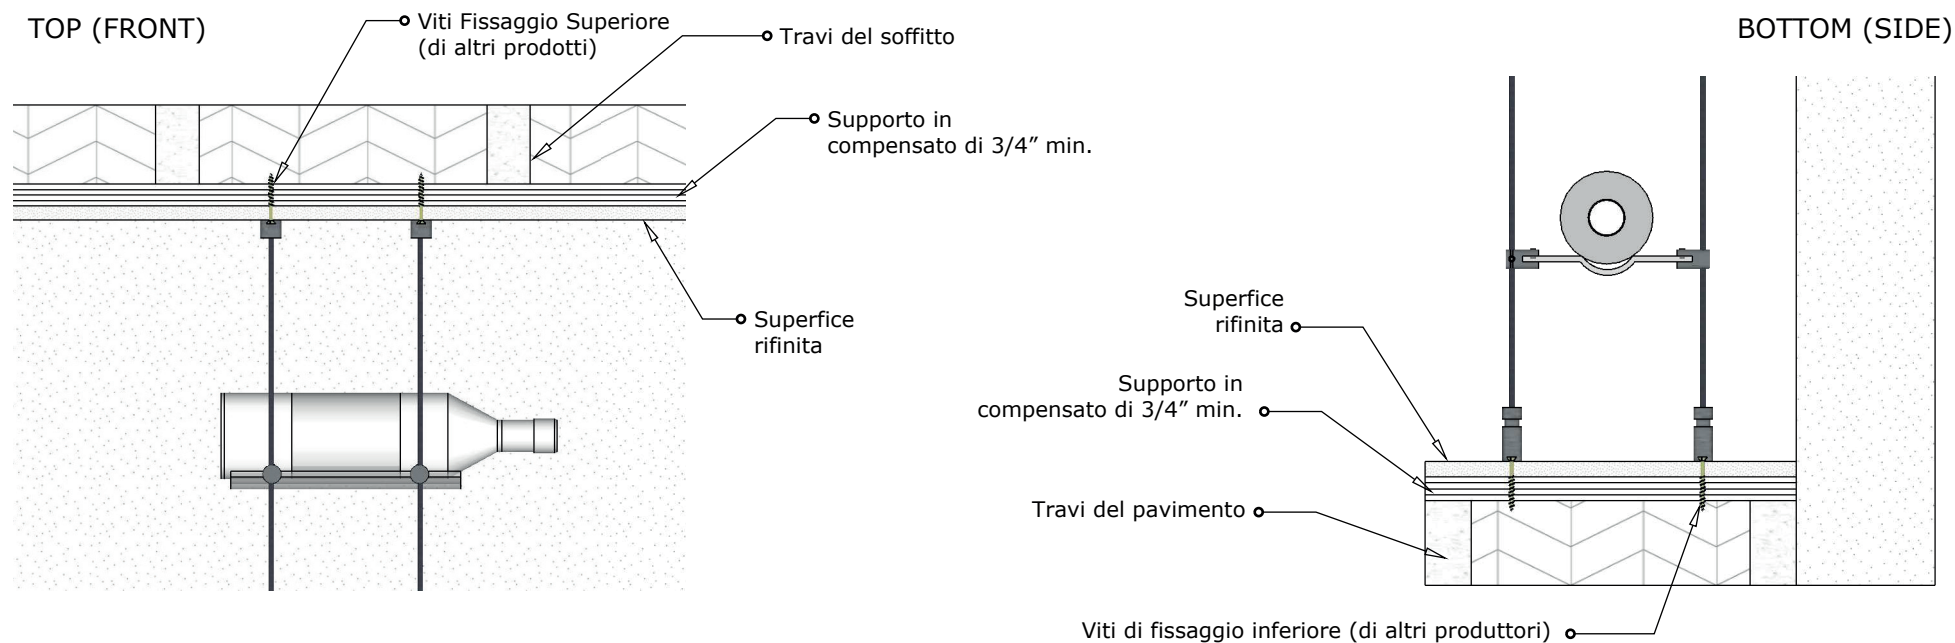 TOP (FRONT)
Viti Fissaggio Superiore
(di altri prodotti)
Travi del soffitto
Supporto in
compensato di 3/4” min.
Superfice
rifinita
BOTTOM (SIDE)
Superfice
rifinita
Supporto in
compensato di 3/4” min.
Travi del pavimento
Viti di fissaggio inferiore (di altri produttori)